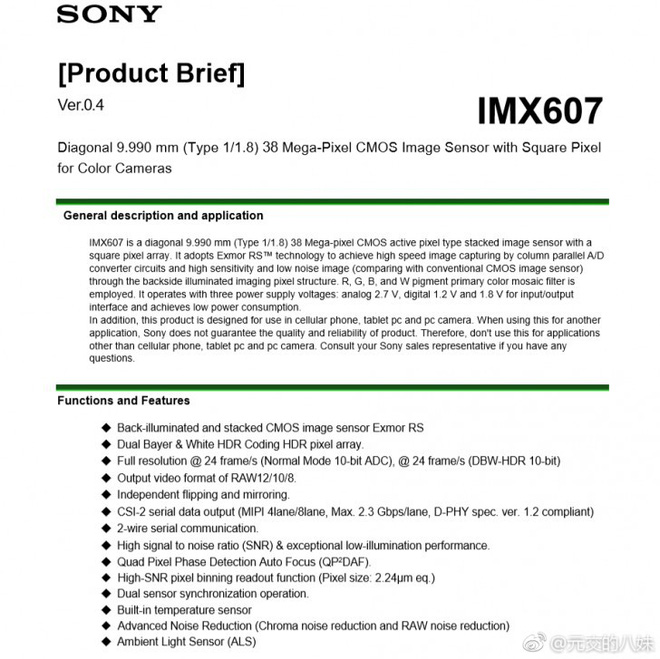 SONY
[Product Brief]
Ver.0.4
IMX607
Diagonal 9.990 mm (Type 1/1.8) 38 Mega-Pixel CMOS Image Sensor with Square Pixel
for Color Cameras
General description and application
IMX607 is a diagonal 9.990 mm (Type 1/1.8) 38 Mega-pixel CMOS active pixel type stacked image sensor with a
square pixel array. It adopts Exmor RS™ technology to achieve high speed image capturing by column parallel A/D
converter circuits and high sensitivity and low noise image (comparing with conventional CMOS image sensor)
through the backside illuminated imaging pixel structure. R, G, B, and W pigment primary color mosaic filter is
employed. It operates with three power supply voltages: analog 2.7 V, digital 1.2 V and 1.8 V for input/output
interface and achieves low power consumption.
In addition, this product is designed for use in cellular phone, tablet pc and pc camera. When using this for another
application, Sony does not guarantee the quality and reliability of product. Therefore, don't use this for applications
other than cellular phone, tablet pc and pc camera. Consult your Sony sales representative if you have any
questions.
Functions and Features
◆ Back-illuminated and stacked CMOS image sensor Exmor RS
◆ Dual Bayer & White HDR Coding HDR pixel array.
◆ Full resolution @ 24 frame/s (Normal Mode 10-bit ADC), @ 24 frame/s (DBW-HDR 10-bit)
◆ Output video format of RAW12/10/8.
◆ Independent flipping and mirroring.
◆ CSI-2 serial data output (MIPI 4lane/8lane, Max. 2.3 Gbps/lane, D-PHY spec. ver. 1.2 compliant)
◆ 2-wire serial communication.
◆ High signal to noise ratio (SNR) & exceptional low-illumination performance.
◆ Quad Pixel Phase Detection Auto Focus (QP²DAF).
◆ High-SNR pixel binning readout function (Pixel size: 2.24µm eq.)
◆ Dual sensor synchronization operation.
◆ Built-in temperature sensor
◆ Advanced Noise Reduction (Chroma noise reduction and RAW noise reduction)
◆ Ambient Light Sensor (ALS)
@元亥的八妹